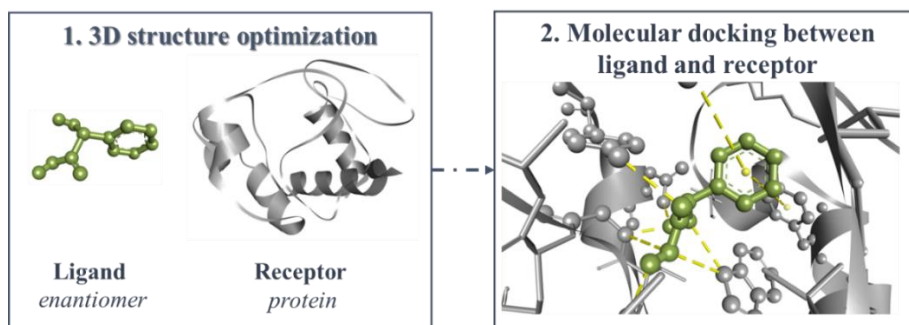 1. 3D structure optimization
Ligand
enantiomer
Receptor
protein
2. Molecular docking between
ligand and receptor